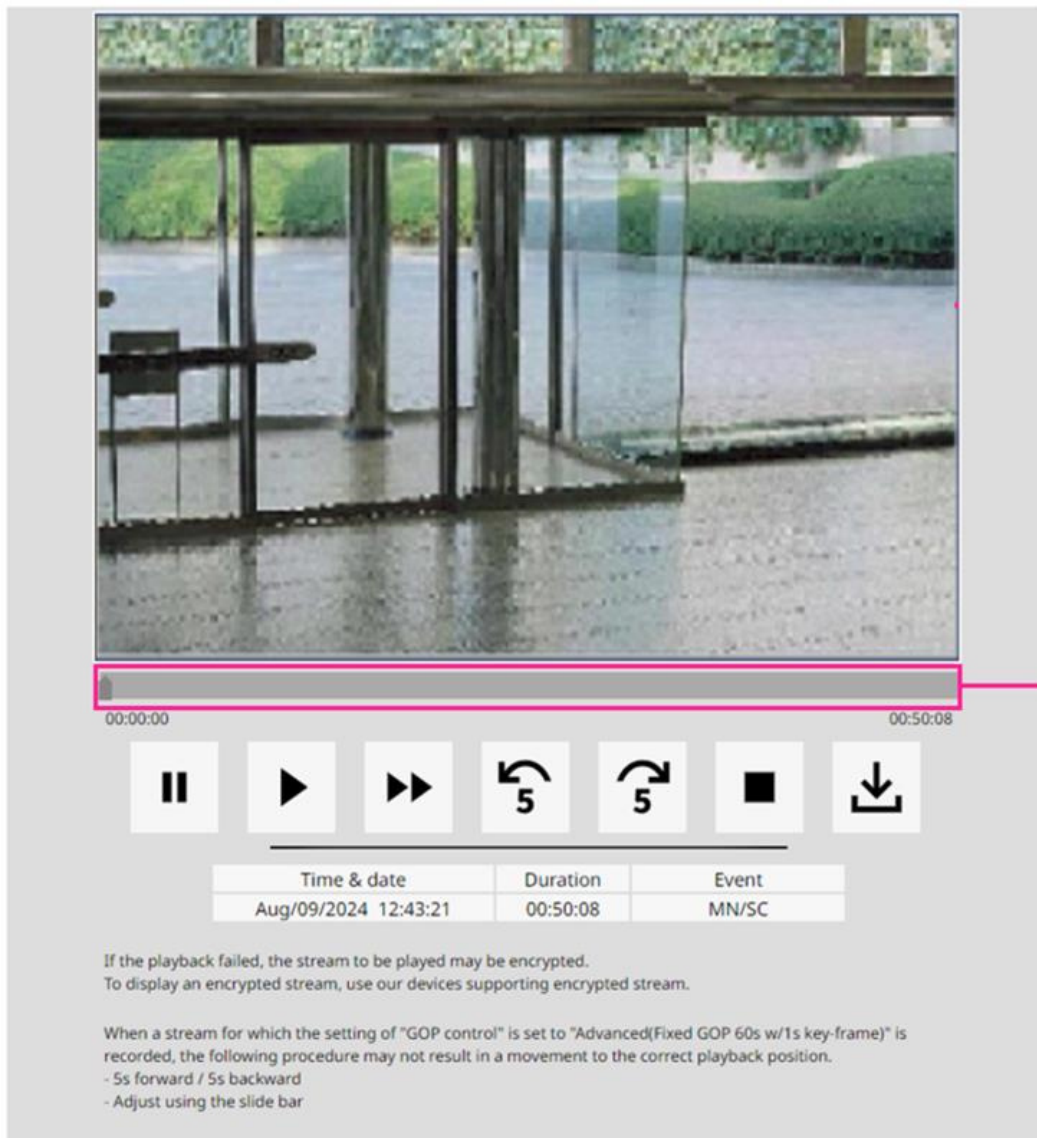 00:00:00 00:50:08
5 5
Time & date Duration Event
Aug/09/2024 12:43:21 00:50:08 MN/SC
If the playback failed, the stream to be played may be encrypted.
To display an encrypted stream, use our devices supporting encrypted stream.
When a stream for which the setting of "GOP control" is set to "Advanced(Fixed GOP 60s w/1s key-frame)" is
recorded, the following procedure may not result in a movement to the correct playback position.
- 5s forward / 5s backward
- Adjust using the slide bar